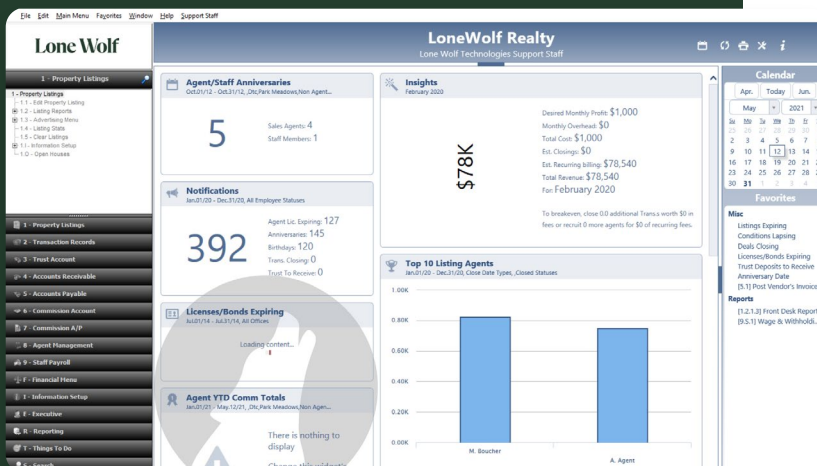 File Edit Main Menu Favorites Window Help Support Staff
Lone Wolf
LoneWolf Realty
Lone Wolf Technologies Support Staff
1 - Property Listings
1 - Property Listings
1.1 - Edit Property Listing
1.2 - Listing Reports
1.3 - Advertising Menu
1.4 - Listing Stats
1.5 - Clear Listings
1.I - Information Setup
1.O - Open Houses
1 - Property Listings
2 - Transaction Records
3 - Trust Account
4 - Accounts Receivable
5 - Accounts Payable
6 - Commission Account
7 - Commission A/P
8 - Agent Management
9 - Staff Payroll
F - Financial Menu
I - Information Setup
E - Executive
R - Reporting
T - Things To Do
S - Search
Agent/Staff Anniversaries
Oct.01/12 - Oct.31/12, ,Dtc,Park Meadows,Non Agent...
5
Sales Agents: 4
Staff Members: 1
Notifications
Jan.01/20 - Dec.31/20, All Employee Statuses
392
Agent Lic. Expiring: 127
Anniversaries: 145
Birthdays: 120
Trans. Closing: 0
Trust To Receive: 0
Licenses/Bonds Expiring
Jul.01/14 - Jul.31/14, All Offices
Loading content...
Agent YTD Comm Totals
Jan.01/21 - May.12/21, ,Dtc,Park Meadows,Non Agen...
There is nothing to
display
Change this widget's
Insights
February 2020
$78K
Desired Monthly Profit: $1,000
Monthly Overhead: $0
Total Cost: $1,000
Est. Closings: $0
Est. Recurring billing: $78,540
Total Revenue: $78,540
For: February 2020
To breakever, close 0.0 additional Trans.s worth $0 in
fees or recruit 0 more agents for $0 of recurring fees.
Top 10 Listing Agents
Jan.01/20 - Dec.31/20, Close Date Types, ,Closed Statuses
1.00K
0.80K
0.60K
0.40K
0.20K
0.00K
M. Boucher
A. Agent
Calendar
Apr. Today Jun.
May 2021
Su Mo Tu We Th Fr
25 26 27 28 29 30
2 3 4 5 6 7
9 10 11 12 13 14
16 17 18 19 20 21
23 24 25 26 27 28
30 31 1 2 3 4
Favorites
Misc
Listings Expiring
Conditions Lapsing
Deals Closing
Licenses/Bonds Expiring
Trust Deposits to Receive
Anniversary Date
[5.1] Post Vendor's Invoice
Reports
[1.2.1.3] Front Desk Report
[9.S.1] Wage & Withholdi...